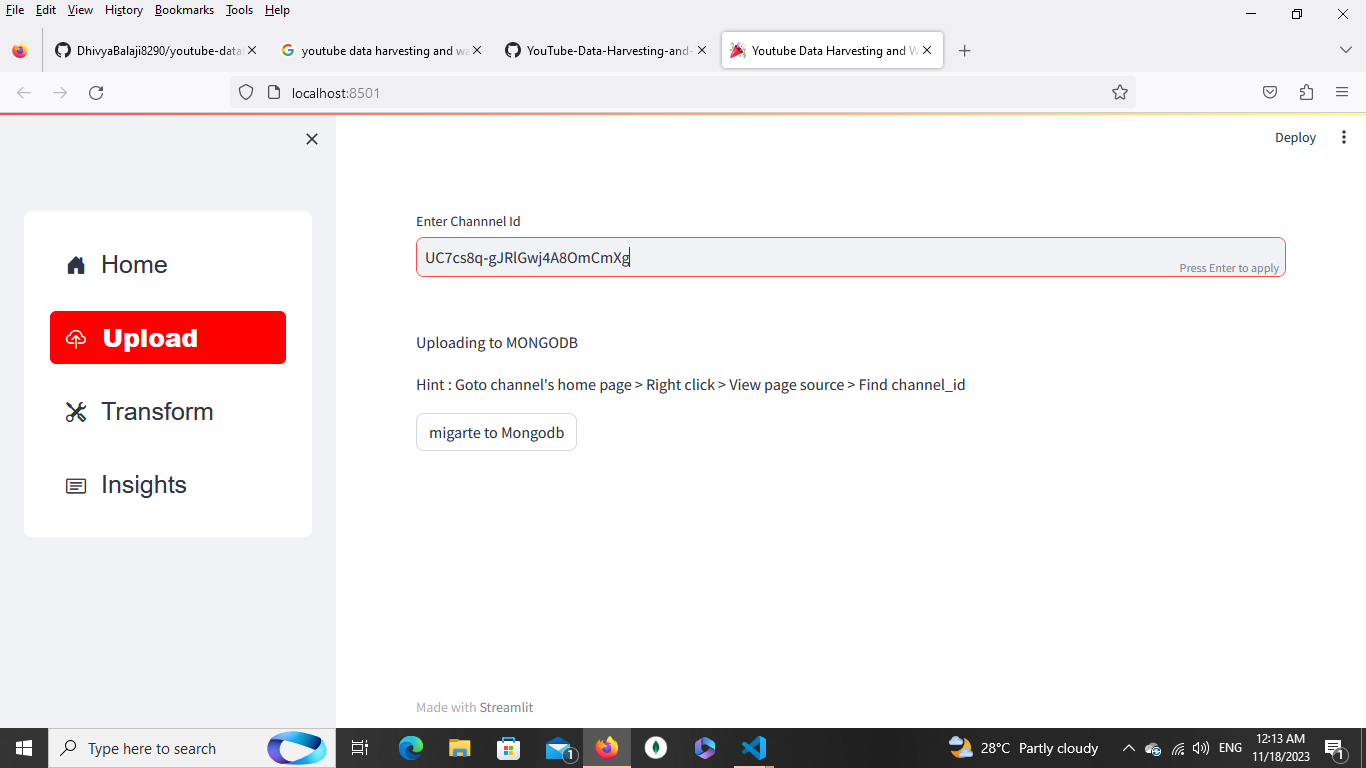 File Edit View History Bookmarks Tools Help
DhivyaBalaji8290/youtube-data
youtube data harvesting and wa
YouTube-Data-Harvesting-and-
Youtube Data Harvesting and W
localhost:8501
Deploy
Home
Upload
Transform
Insights
Enter Channnel Id
UC7cs8q-gJRlGwj4A8OmCmXg
Press Enter to apply
Uploading to MONGODB
Hint : Goto channel's home page > Right click > View page source > Find channel_id
migarte to Mongodb
Made with Streamlit
Type here to search
1
28°C Partly cloudy
ENG
12:13 AM
11/18/2023
1